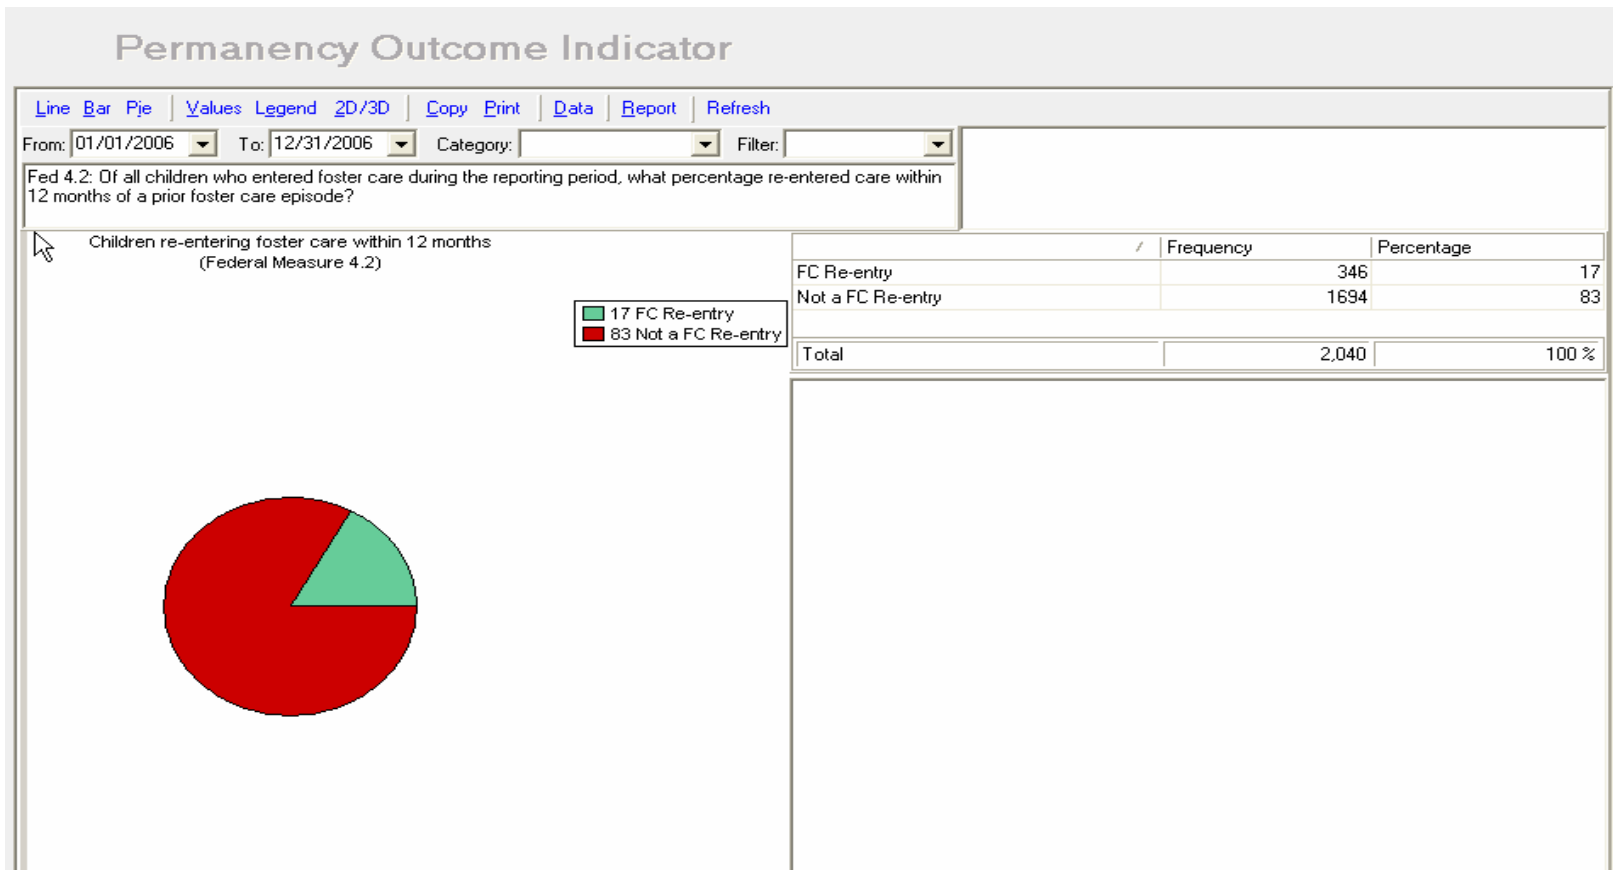 Permanency Outcome Indicator
Line Bar Pie Values Legend 2D/3D Copy Print Data Report Refresh
From: 01/01/2006 To: 12/31/2006 Category: Filter:
Fed 4.2: Of all children who entered foster care during the reporting period, what percentage re-entered care within
12 months of a prior foster care episode?
Children re-entering foster care within 12 months
(Federal Measure 4.2)
17 FC Re-entry
83 Not a FC Re-entry
Frequency Percentage
FC Re-entry 346 17
Not a FC Re-entry 1694 83
Total 2,040 100 %